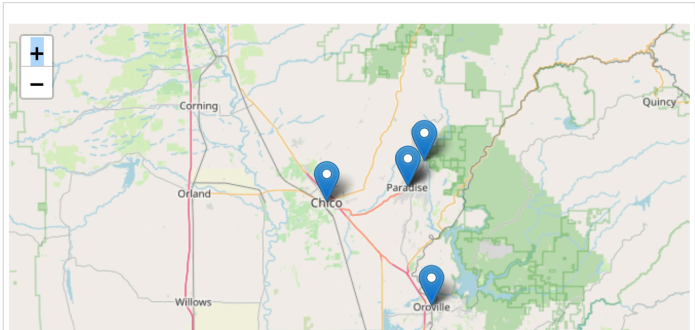 +
−
Corning
Quincy
Paradise
Orland
Chico
Willows
Oroville